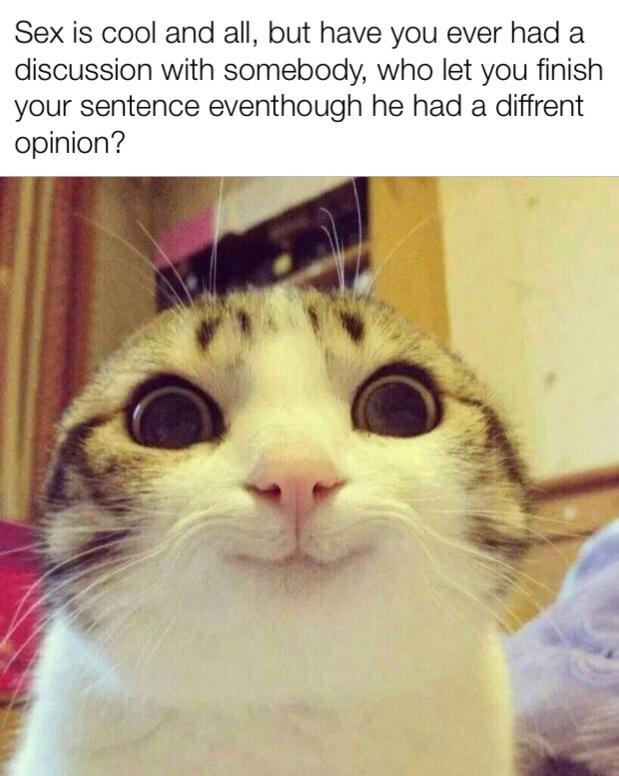 Sex is cool and all, but have you ever had a
discussion with somebody, who let you finish
your sentence eventhough he had a diffrent
opinion?